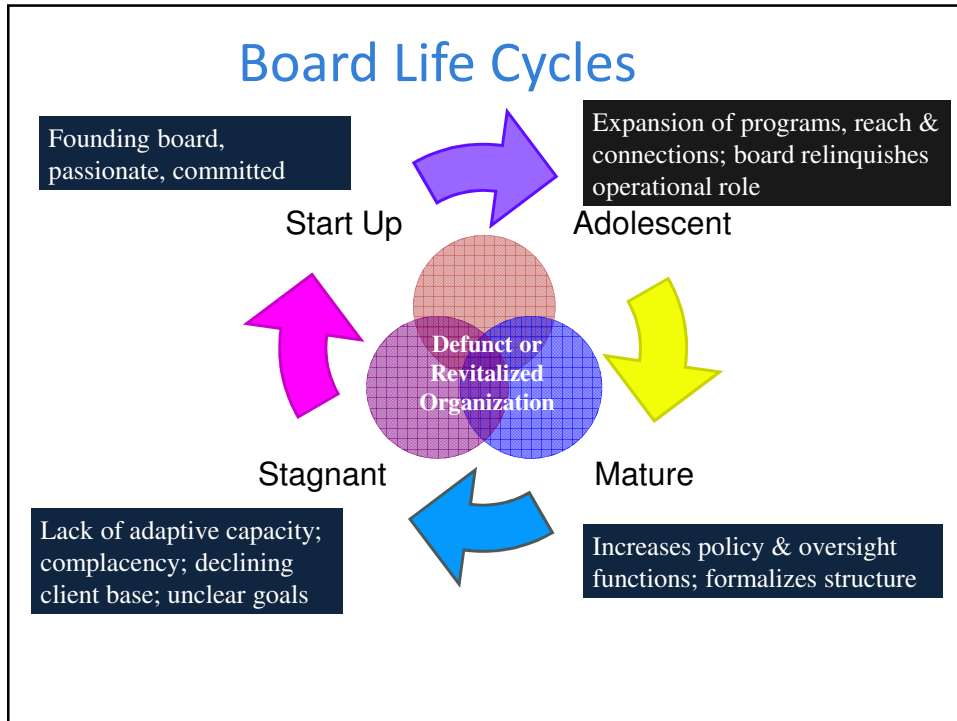 Board Life Cycles
Founding board,
passionate, committed
Expansion of programs, reach &
connections; board relinquishes
operational role
Start Up
Adolescent
Defunct or
Revitalized
Organization
Stagnant
Mature
Lack of adaptive capacity;
complacency; declining
client base; unclear goals
Increases policy & oversight
functions; formalizes structure